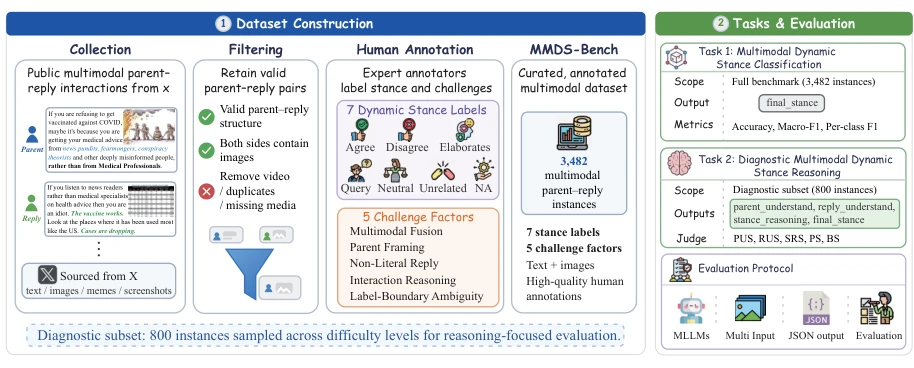 1 Dataset Construction
Collection
Public multimodal parent–
reply interactions from x
If you are refusing to get
vaccinated against COVID,
maybe it's because you are
getting your medical advice
from news pundits, fearmongers, conspiracy
theorists and other deeply misinformed people,
rather than from Medical Professionals.
Parent
If you listen to news readers
rather than medical specialists
on health advice then you are
an idiot. The vaccine works.
Look at the places where it has been used most
like the US. Cases are dropping.
Reply
Sourced from X
text / images / memes / screenshots
Filtering
Retain valid
parent–reply pairs
Valid parent–reply
structure
Both sides contain
images
Remove video
/ duplicates
/ missing media
Human Annotation
Expert annotators
label stance and challenges
7 Dynamic Stance Labels
Agree Disagree Elaborates
Query Neutral Unrelated NA
5 Challenge Factors
Multimodal Fusion
Parent Framing
Non-Literal Reply
Interaction Reasoning
Label-Boundary Ambiguity
MMDS-Bench
Curated, annotated
multimodal dataset
3,482
multimodal
parent–reply
instances
7 stance labels
5 challenge factors
Text + images
High-quality human
annotations
Diagnostic subset: 800 instances sampled across difficulty levels for reasoning-focused evaluation.
2 Tasks & Evaluation
Task 1: Multimodal Dynamic
Stance Classification
Scope Full benchmark (3,482 instances)
Output final_stance
Metrics Accuracy, Macro-F1, Per-class F1
Task 2: Diagnostic Multimodal Dynamic
Stance Reasoning
Scope Diagnostic subset (800 instances)
Outputs parent_understand, reply_understand,
stance_reasoning, final_stance
Judge PUS, RUS, SRS, PS, BS
Evaluation Protocol
{:}
JSON
MLLMs Multi Input JSON output Evaluation